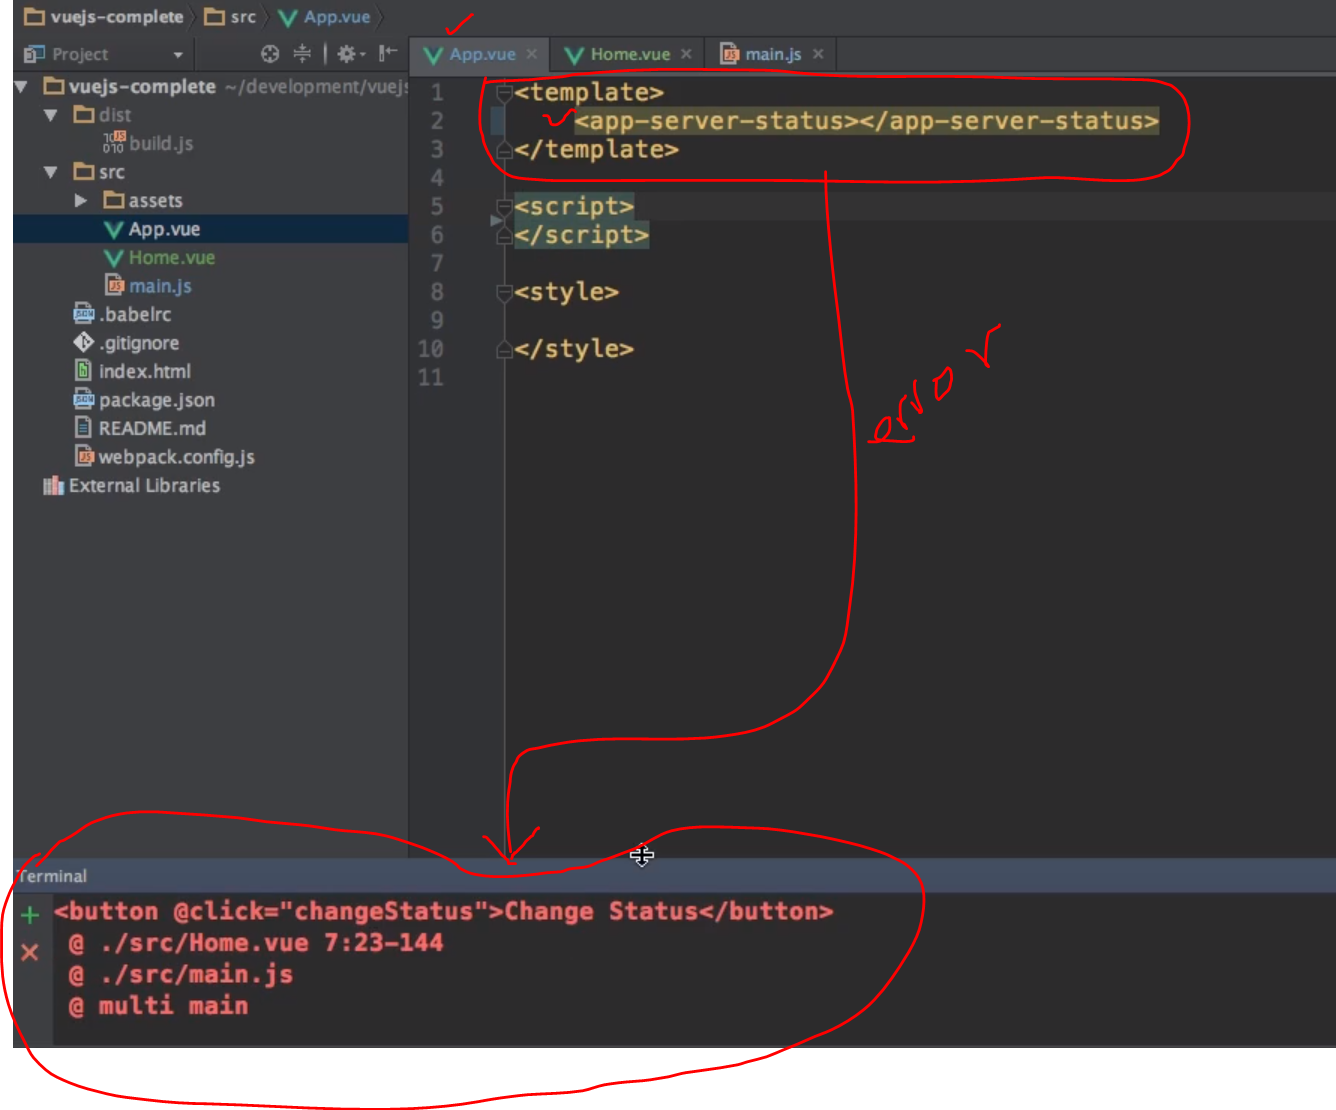 vuejs-complete src App.vue
Project
App.vue Home.vue main.js
vuejs-complete ~/development/vuejs
dist
build.js
src
assets
App.vue
Home.vue
main.js
.babelrc
.gitignore
index.html
package.json
README.md
webpack.config.js
External Libraries
1 <template>
2 <app-server-status></app-server-status>
3 </template>
4
5 <script>
6 </script>
7
8 <style>
9
10 </style>
11
error
Terminal
<button @click="changeStatus">Change Status</button>
@ ./src/Home.vue 7:23-144
@ ./src/main.js
@ multi main